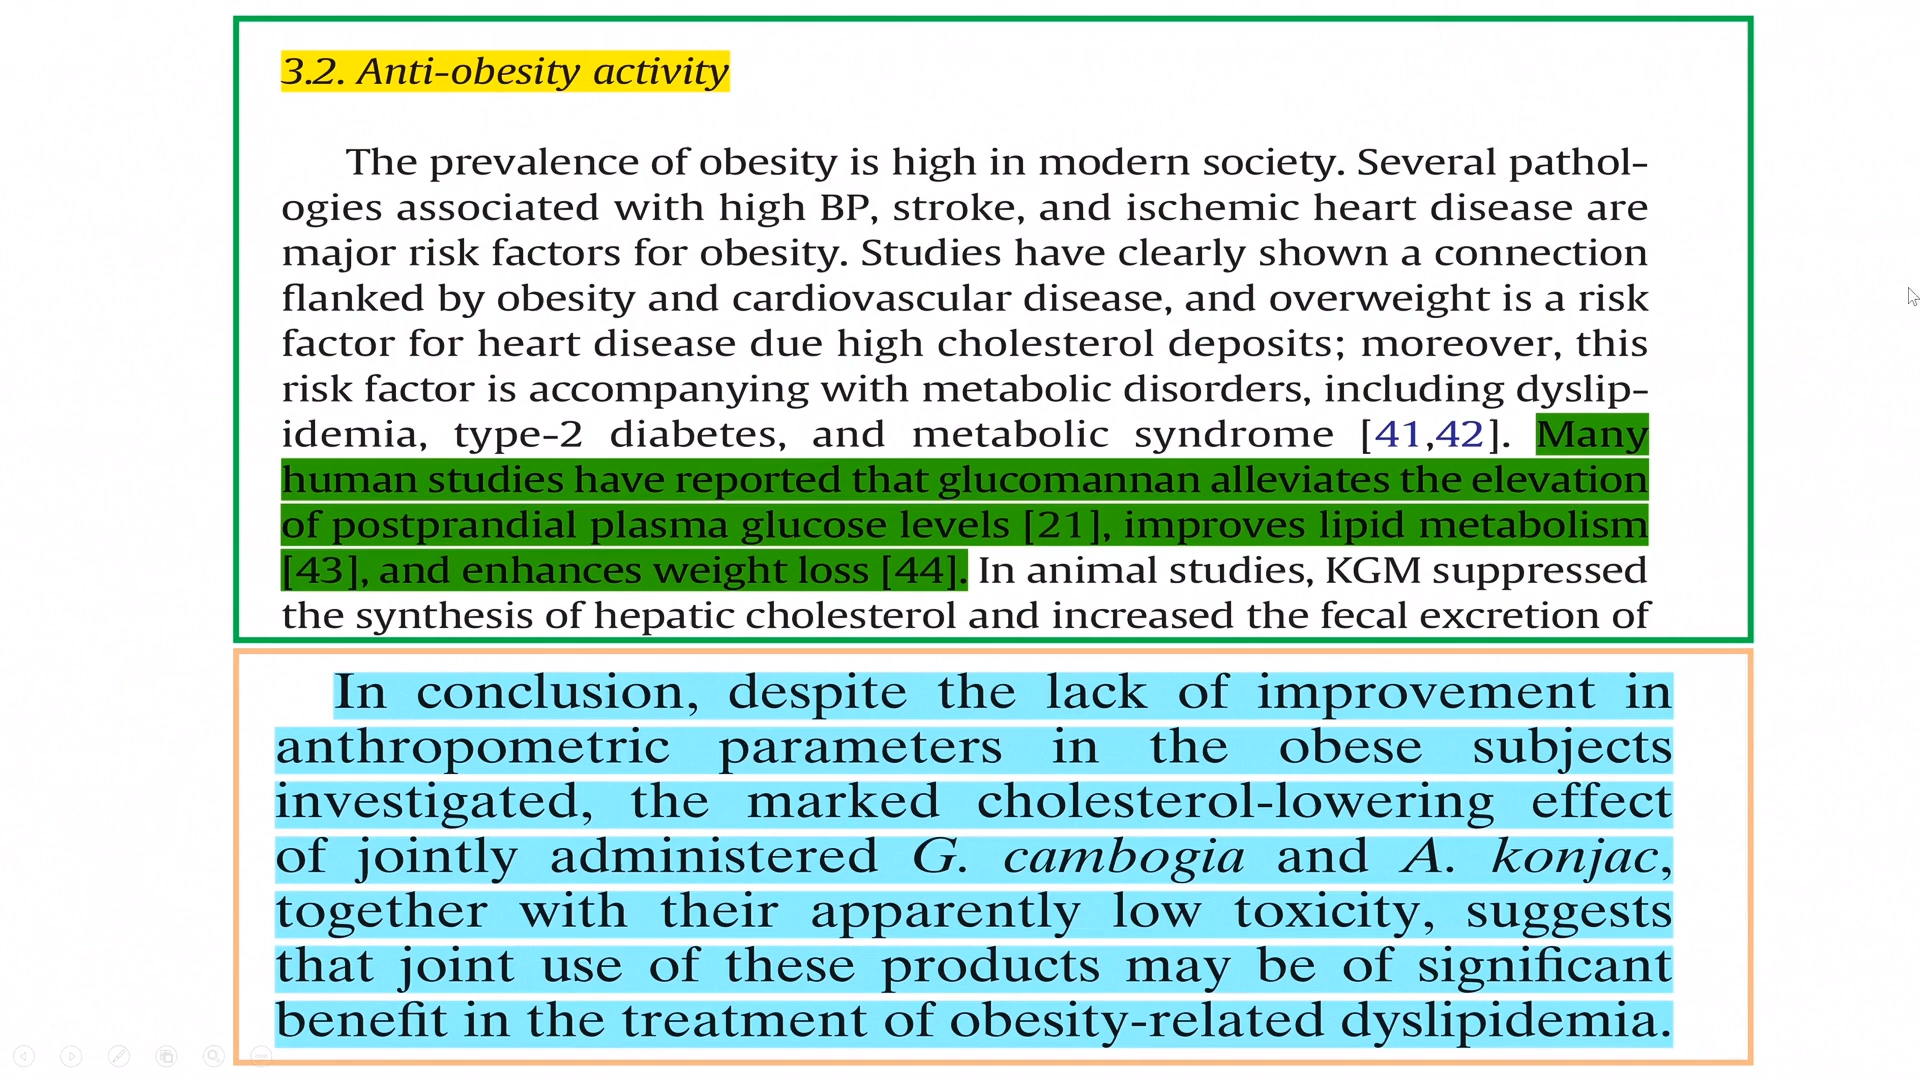 3.2. Anti-obesity activity
The prevalence of obesity is high in modern society. Several pathol-
ogies associated with high BP, stroke, and ischemic heart disease are
major risk factors for obesity. Studies have clearly shown a connection
flanked by obesity and cardiovascular disease, and overweight is a risk
factor for heart disease due high cholesterol deposits; moreover, this
risk factor is accompanying with metabolic disorders, including dyslip-
idemia, type-2 diabetes, and metabolic syndrome [41,42]. Many
human studies have reported that glucomannan alleviates the elevation
of postprandial plasma glucose levels [21], improves lipid metabolism
[43], and enhances weight loss [44]. In animal studies, KGM suppressed
the synthesis of hepatic cholesterol and increased the fecal excretion of
In conclusion, despite the lack of improvement in
anthropometric parameters in the obese subjects
investigated, the marked cholesterol-lowering effect
of jointly administered G. cambogia and A. konjac,
together with their apparently low toxicity, suggests
that joint use of these products may be of significant
benefit in the treatment of obesity-related dyslipidemia.